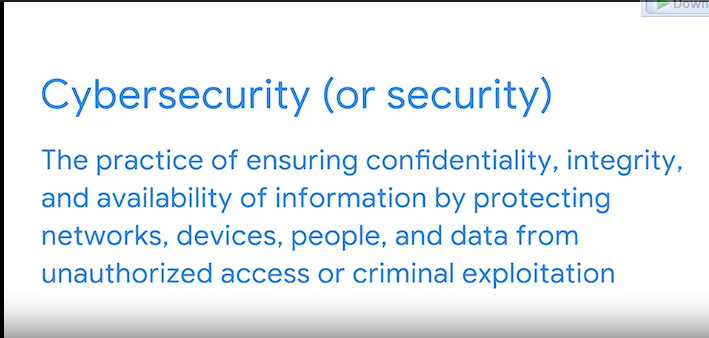 Down
Cybersecurity (or security)
The practice of ensuring confidentiality, integrity,
and availability of information by protecting
networks, devices, people, and data from
unauthorized access or criminal exploitation